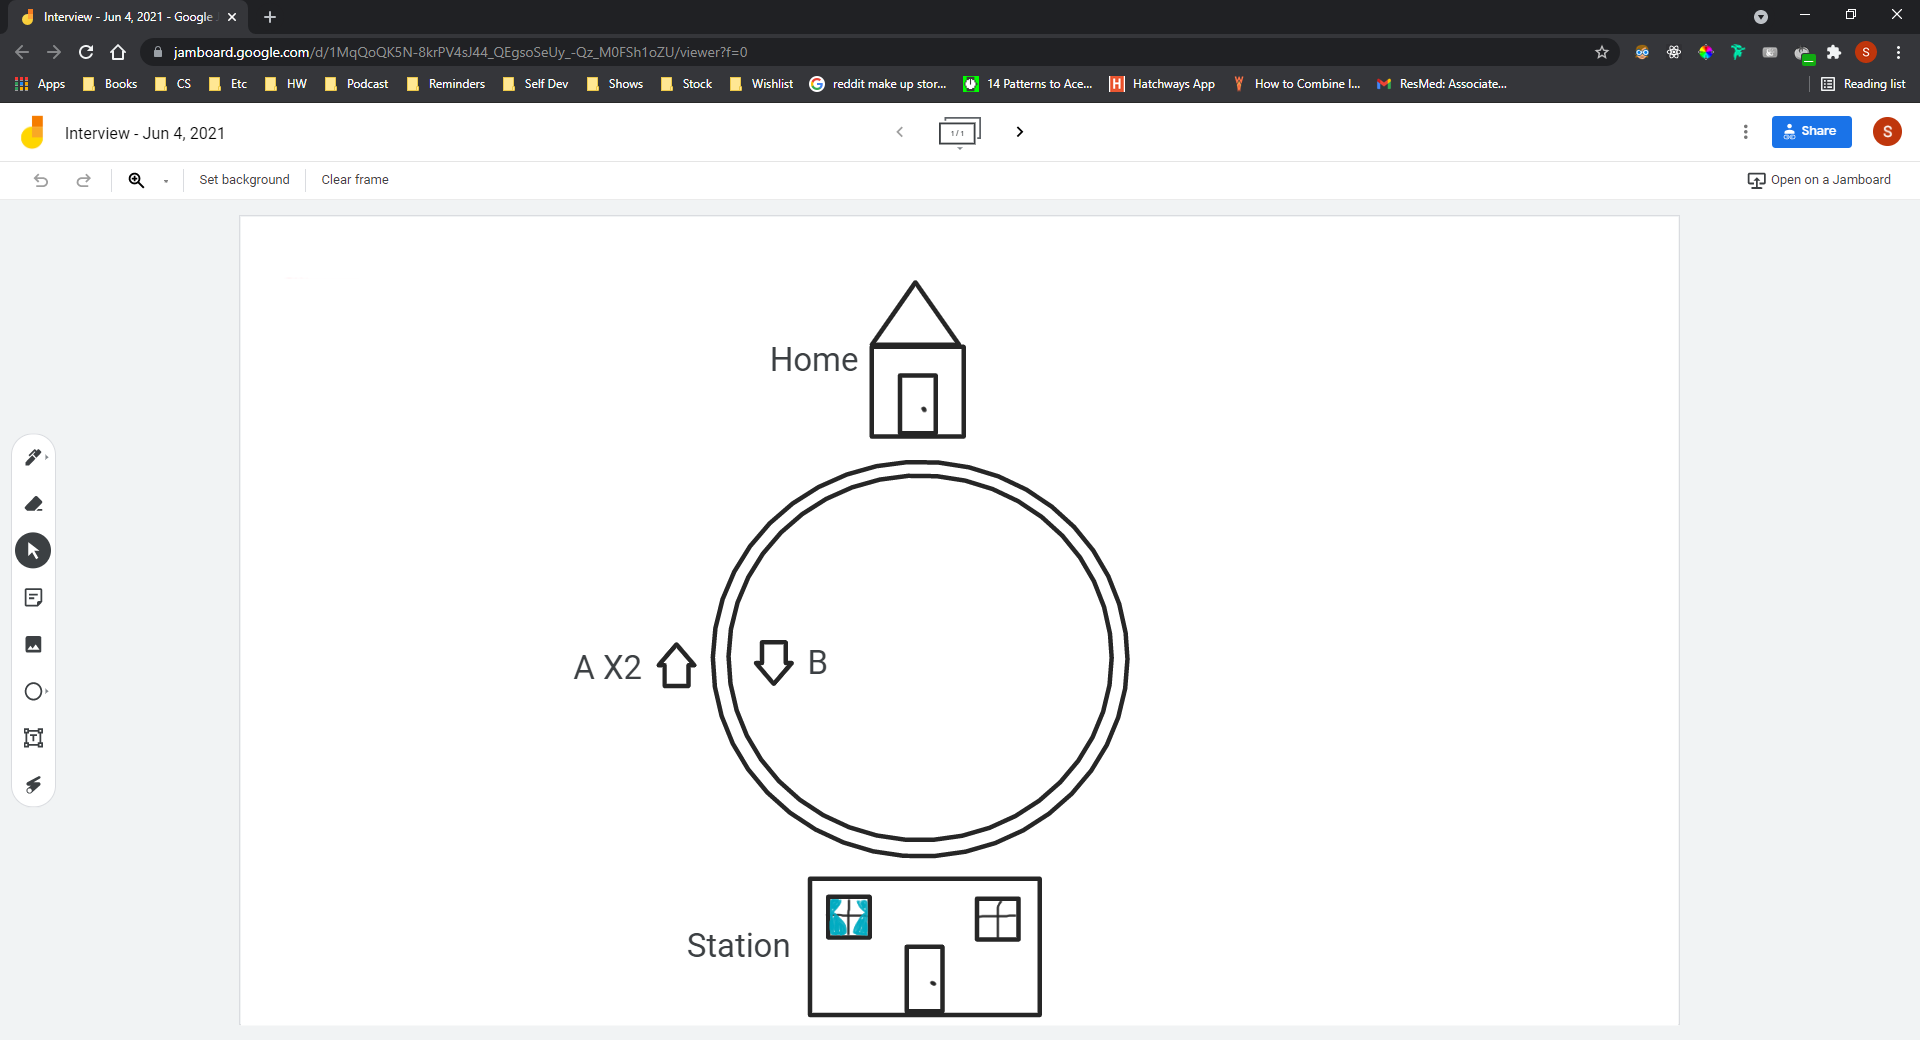 Interview - Jun 4, 2021 - Google J
jamboard.google.com/d/1MqQoQK5N-8krPV4sJ44_QEgsoSeUy_-Qz_M0FSh1oZU/viewer?f=0
Apps Books CS Etc HW Podcast Reminders Self Dev Shows Stock Wishlist reddit make up stor... 14 Patterns to Ace... Hatchways App How to Combine I... ResMed: Associate... Reading list
Interview - Jun 4, 2021
1 / 1
Share
S
Set background Clear frame
Open on a Jamboard
Home
A X2
B
Station